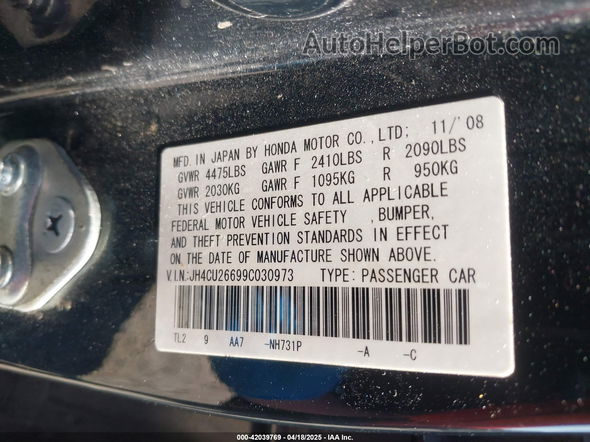 AutoHelperBot.com
MFD. IN JAPAN BY HONDA MOTOR CO.,LTD; 11/'08
GVWR 4475LBS GAWR F 2410LBS R 2090LBS
GVWR 2030KG GAWR F 1095KG R 950KG
THIS VEHICLE CONFORMS TO ALL APPLICABLE
FEDERAL MOTOR VEHICLE SAFETY ,BUMPER,
AND THEFT PREVENTION STANDARDS IN EFFECT
ON THE DATE OF MANUFACTURE SHOWN ABOVE.
V.I.N:JH4CU26699C030973 TYPE: PASSENGER CAR
TL2 9 AA7 -NH731P -A -C
000-42039769 - 04/18/2025 - IAA Inc.